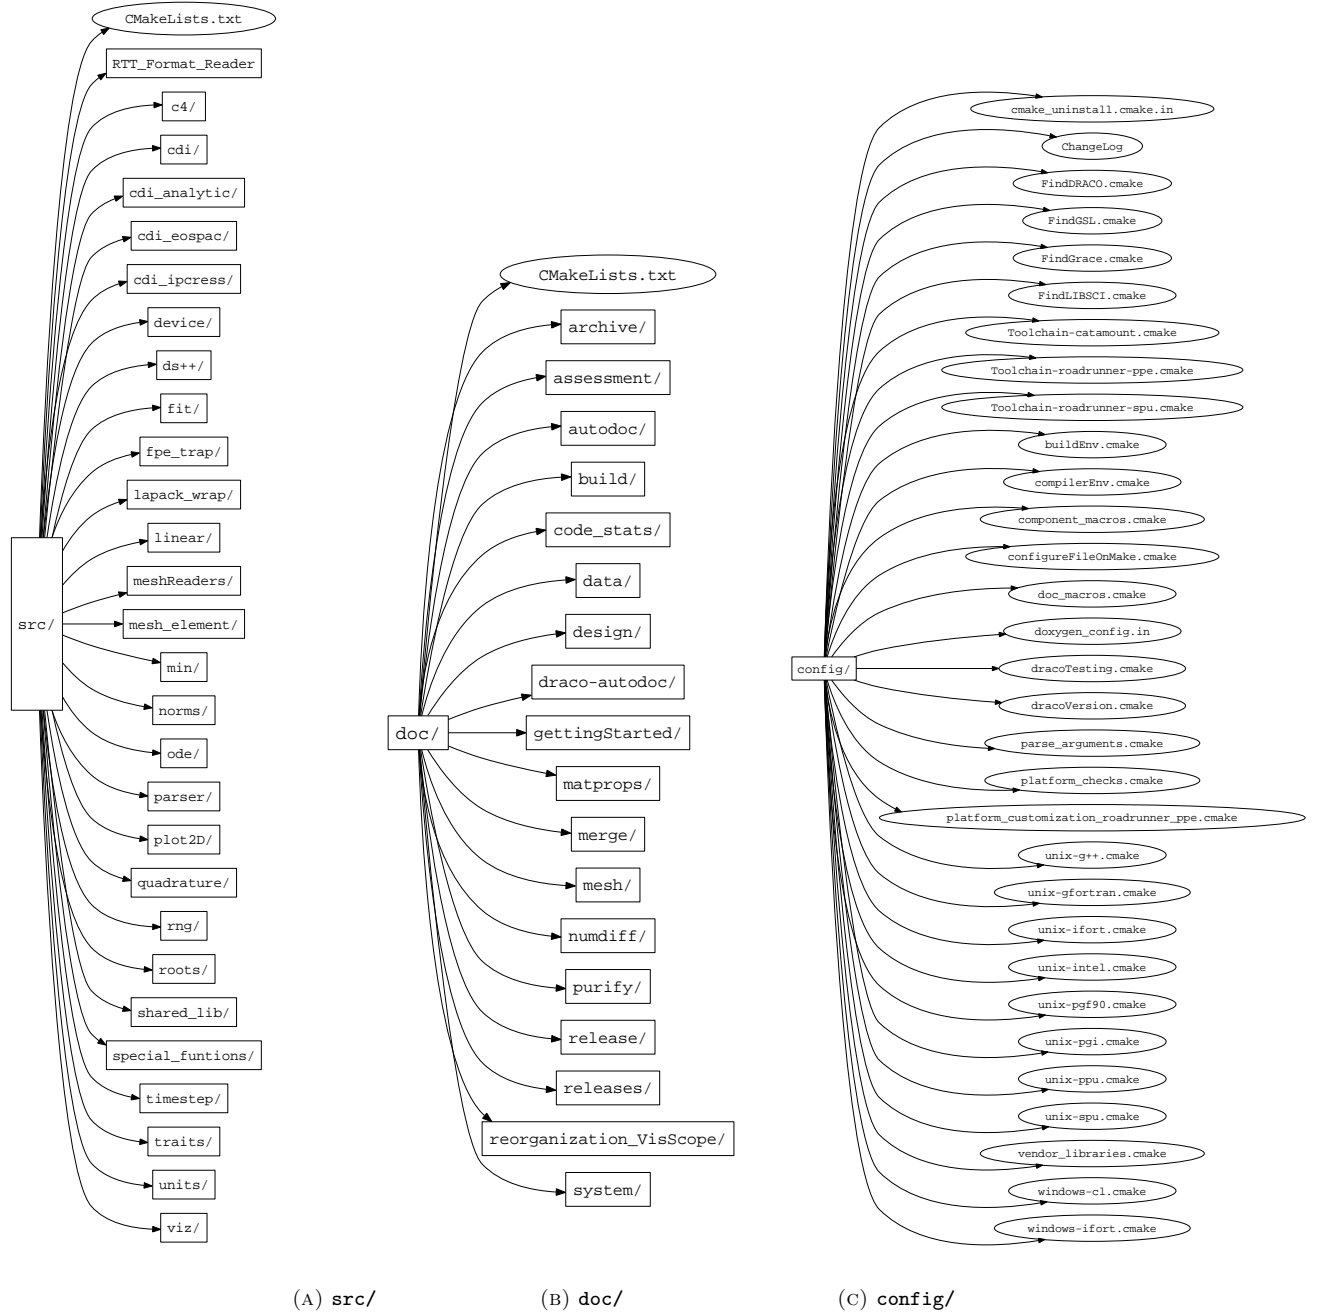 CMakeLists.txt
RTT_Format_Reader
c4/
cdi/
cdi_analytic/
cdi_eospac/
cdi_ipcress/
device/
ds++/
fit/
fpe_trap/
lapack_wrap/
linear/
meshReaders/
src/
mesh_element/
min/
norms/
ode/
parser/
plot2D/
quadrature/
rng/
roots/
shared_lib/
special_funtions/
timestep/
traits/
units/
viz/
CMakeLists.txt
archive/
assessment/
autodoc/
build/
code_stats/
data/
design/
draco-autodoc/
doc/
gettingStarted/
matprops/
merge/
mesh/
numdiff/
purify/
release/
releases/
reorganization_VisScope/
system/
cmake_uninstall.cmake.in
ChangeLog
FindDRACO.cmake
FindGSL.cmake
FindGrace.cmake
FindLIBSCI.cmake
Toolchain-catamount.cmake
Toolchain-roadrunner-ppe.cmake
Toolchain-roadrunner-spu.cmake
buildEnv.cmake
compilerEnv.cmake
component_macros.cmake
configureFileOnMake.cmake
doc_macros.cmake
doxygen_config.in
config/
dracoTesting.cmake
dracoVersion.cmake
parse_arguments.cmake
platform_checks.cmake
platform_customization_roadrunner_ppe.cmake
unix-g++.cmake
unix-gfortran.cmake
unix-ifort.cmake
unix-intel.cmake
unix-pgf90.cmake
unix-pgi.cmake
unix-ppu.cmake
unix-spu.cmake
vendor_libraries.cmake
windows-cl.cmake
windows-ifort.cmake
(A) src/
(B) doc/
(C) config/